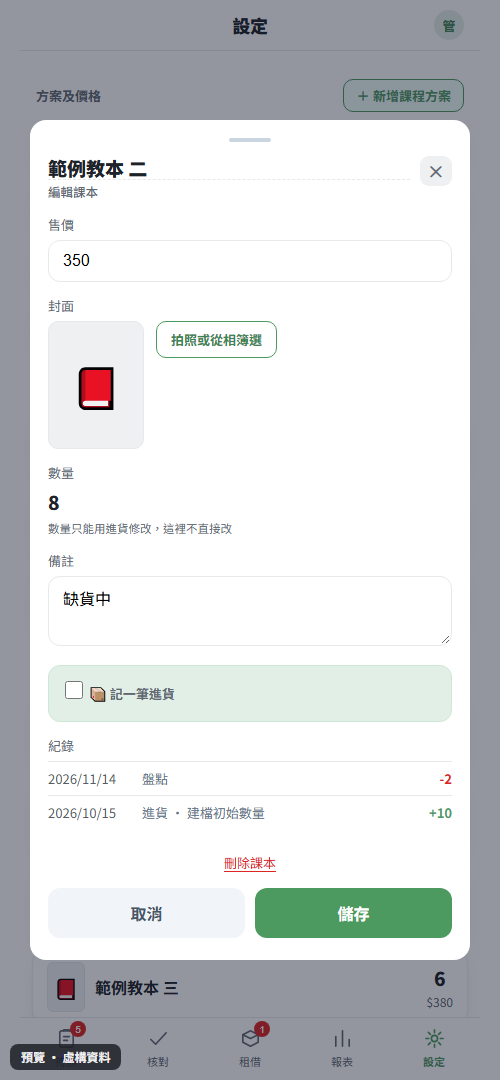 設定
管
方案及價格
+ 新增課程方案
範例教本 二
編輯課本
售價
350
封面
拍照或從相簿選
數量
8
數量只能用進貨修改，這裡不直接改
備註
缺貨中
記一筆進貨
紀錄
2026/11/14 盤點 -2
2026/10/15 進貨・建檔初始數量 +10
刪除課本
取消 儲存
範例教本 三
6
$380
5
1
預覽・虛構資料
核對
租借
報表
設定